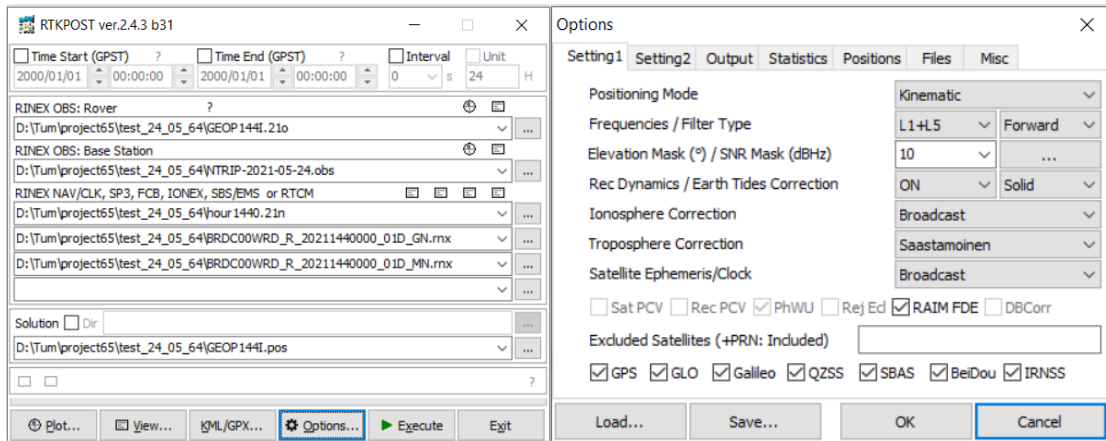 RTKPOST ver.2.4.3 b31
Time Start (GPST) ? Time End (GPST) ? Interval Unit
2000/01/01 00:00:00 2000/01/01 00:00:00 0 s 24 H
RINEX OBS: Rover ?
D:\Tum\project65\test_24_05_64\GEOP144I.21o
...
RINEX OBS: Base Station
D:\Tum\project65\test_24_05_64\NTRIP-2021-05-24.obs
...
RINEX NAV/CLK, SP3, FCB, IONEX, SBS/EMS or RTCM
D:\Tum\project65\test_24_05_64\hour1440.21n
...
D:\Tum\project65\test_24_05_64\BRDC00WRD_R_20211440000_01D_GN.rnx
...
D:\Tum\project65\test_24_05_64\BRDC00WRD_R_20211440000_01D_MN.rnx
...
...
Solution Dir
...
D:\Tum\project65\test_24_05_64\GEOP144I.pos
...
?
Plot... View... KML/GPX... Options... Execute Exit
Options
Setting1 Setting2 Output Statistics Positions Files Misc
Positioning Mode Kinematic
Frequencies / Filter Type L1+L5 Forward
Elevation Mask (°) / SNR Mask (dBHz) 10 ...
Rec Dynamics / Earth Tides Correction ON Solid
Ionosphere Correction Broadcast
Troposphere Correction Saastamoinen
Satellite Ephemeris/Clock Broadcast
Sat PCV Rec PCV PhWU Rej Ed RAIM FDE DBCorr
Excluded Satellites (+PRN: Included)
GPS GLO Galileo QZSS SBAS BeiDou IRNSS
Load... Save... OK Cancel